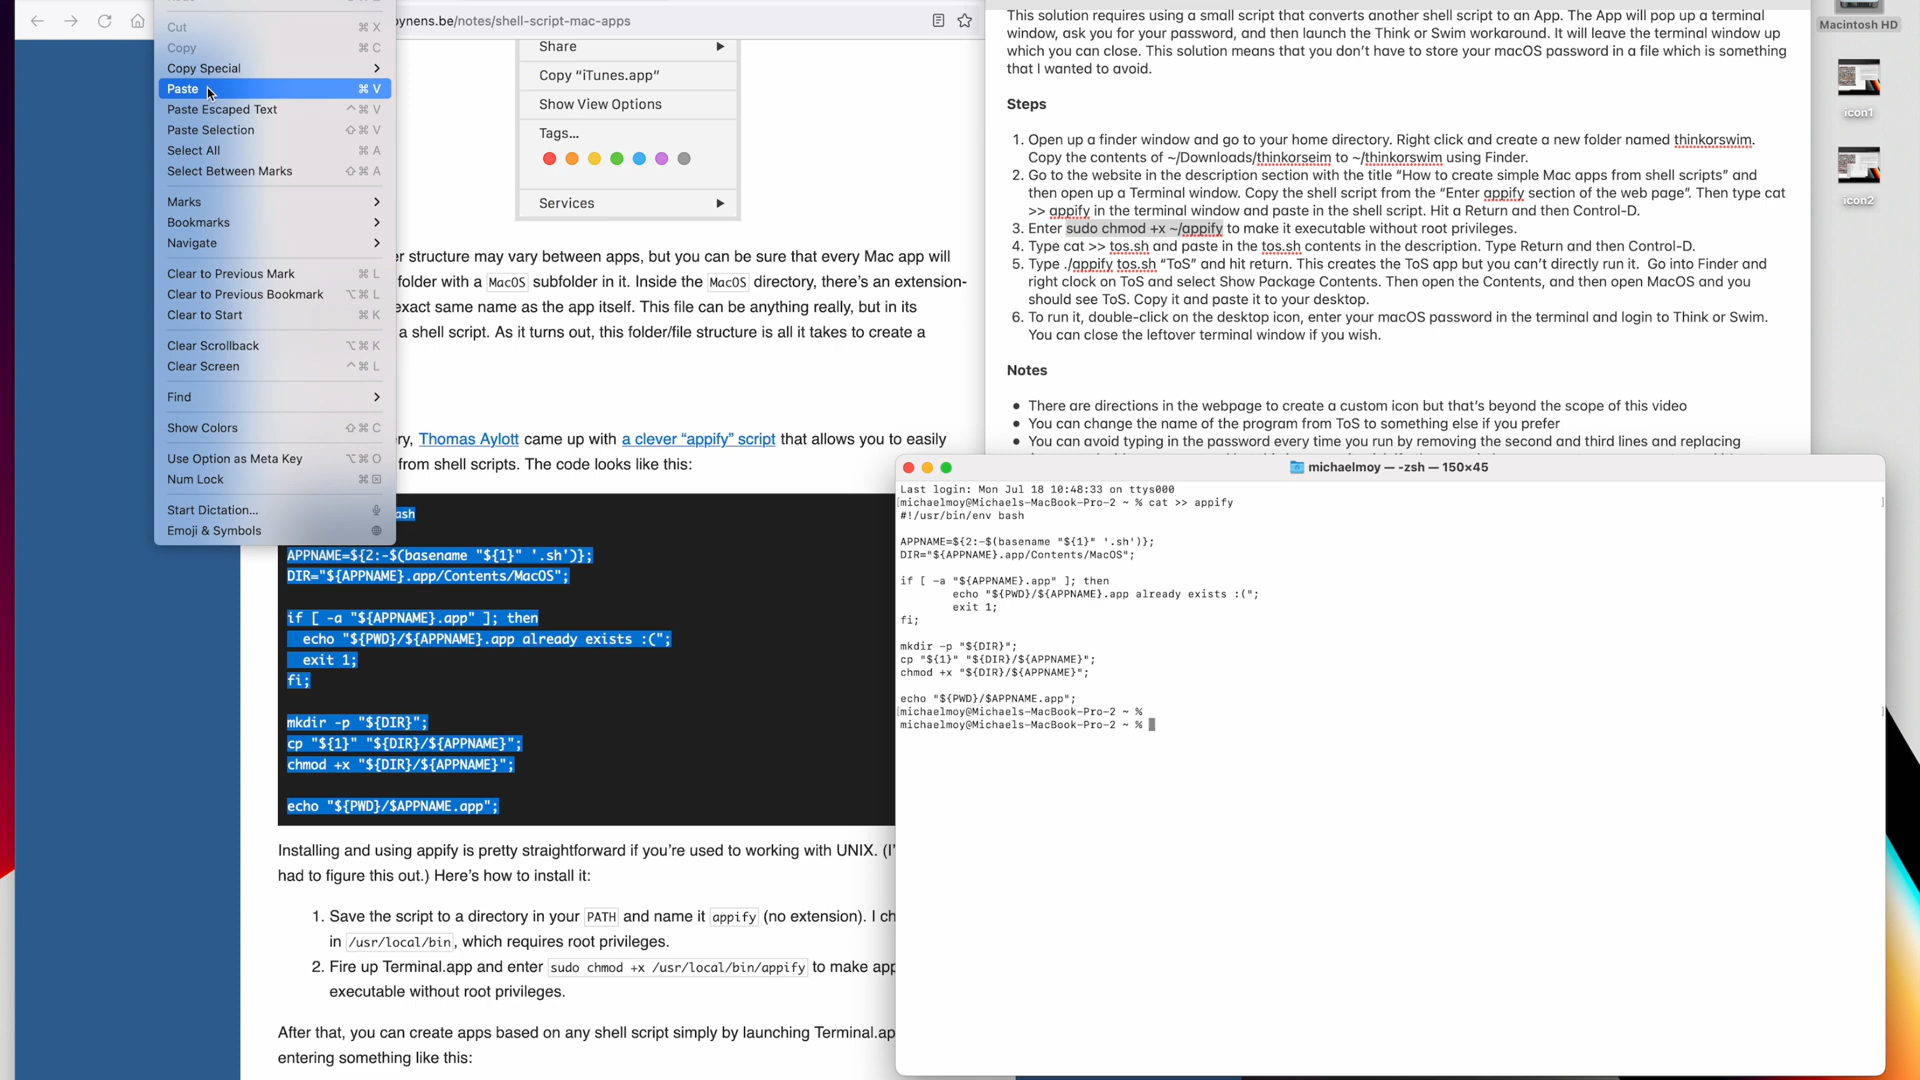 ynens.be/notes/shell-script-mac-apps
Cut ⌘ X
Copy ⌘ C
Copy Special
Paste ⌘ V
Paste Escaped Text ^ ⌘ V
Paste Selection ⇧ ⌘ V
Select All ⌘ A
Select Between Marks ⇧ ⌘ A
Marks
Bookmarks
Navigate
Clear to Previous Mark ⌘ L
Clear to Previous Bookmark ⌥ ⌘ L
Clear to Start ⌘ K
Clear Scrollback ⌥ ⌘ K
Clear Screen ^ ⌘ L
Find
Show Colors ⇧ ⌘ C
Use Option as Meta Key ⌥ ⌘ O
Num Lock ⌘
Start Dictation...
Emoji & Symbols
Share
Copy “iTunes.app”
Show View Options
Tags...
Services
r structure may vary between apps, but you can be sure that every Mac app will
folder with a MacOS subfolder in it. Inside the MacOS directory, there’s an extension-
exact same name as the app itself. This file can be anything really, but in its
a shell script. As it turns out, this folder/file structure is all it takes to create a
ry, Thomas Aylott came up with a clever “appify” script that allows you to easily
from shell scripts. The code looks like this:
ash
APPNAME=${2:-$(basename "${1}" '.sh')};
DIR="${APPNAME}.app/Contents/MacOS";
if [ -a "${APPNAME}.app" ]; then
echo "${PWD}/${APPNAME}.app already exists :(";
exit 1;
fi;
mkdir -p "${DIR}";
cp "${1}" "${DIR}/${APPNAME}";
chmod +x "${DIR}/${APPNAME}";
echo "${PWD}/$APPNAME.app";
Installing and using appify is pretty straightforward if you’re used to working with UNIX. (I’
had to figure this out.) Here’s how to install it:
1. Save the script to a directory in your PATH and name it appify (no extension). I ch
in /usr/local/bin, which requires root privileges.
2. Fire up Terminal.app and enter sudo chmod +x /usr/local/bin/appify to make app
executable without root privileges.
After that, you can create apps based on any shell script simply by launching Terminal.ap
entering something like this:
This solution requires using a small script that converts another shell script to an App. The App will pop up a terminal
window, ask you for your password, and then launch the Think or Swim workaround. It will leave the terminal window up
which you can close. This solution means that you don’t have to store your macOS password in a file which is something
that I wanted to avoid.
Steps
1. Open up a finder window and go to your home directory. Right click and create a new folder named thinkorswim.
Copy the contents of ~/Downloads/thinkorseim to ~/thinkorswim using Finder.
2. Go to the website in the description section with the title “How to create simple Mac apps from shell scripts” and
then open up a Terminal window. Copy the shell script from the “Enter appify section of the web page”. Then type cat
>> appify in the terminal window and paste in the shell script. Hit a Return and then Control-D.
3. Enter sudo chmod +x ~/appify to make it executable without root privileges.
4. Type cat >> tos.sh and paste in the tos.sh contents in the description. Type Return and then Control-D.
5. Type ./appify tos.sh “ToS” and hit return. This creates the ToS app but you can’t directly run it. Go into Finder and
right clock on ToS and select Show Package Contents. Then open the Contents, and then open MacOS and you
should see ToS. Copy it and paste it to your desktop.
6. To run it, double-click on the desktop icon, enter your macOS password in the terminal and login to Think or Swim.
You can close the leftover terminal window if you wish.
Notes
• There are directions in the webpage to create a custom icon but that’s beyond the scope of this video
• You can change the name of the program from ToS to something else if you prefer
• You can avoid typing in the password every time you run by removing the second and third lines and replacing
michaelmoy — -zsh — 150×45
Last login: Mon Jul 18 10:48:33 on ttys000
[michaelmoy@Michaels-MacBook-Pro-2 ~ % cat >> appify ]
#!/usr/bin/env bash
APPNAME=${2:-$(basename "${1}" '.sh')};
DIR="${APPNAME}.app/Contents/MacOS";
if [ -a "${APPNAME}.app" ]; then
echo "${PWD}/${APPNAME}.app already exists :(";
exit 1;
fi;
mkdir -p "${DIR}";
cp "${1}" "${DIR}/${APPNAME}";
chmod +x "${DIR}/${APPNAME}";
echo "${PWD}/$APPNAME.app";
[michaelmoy@Michaels-MacBook-Pro-2 ~ % ]
michaelmoy@Michaels-MacBook-Pro-2 ~ %
Macintosh HD
icon1
icon2